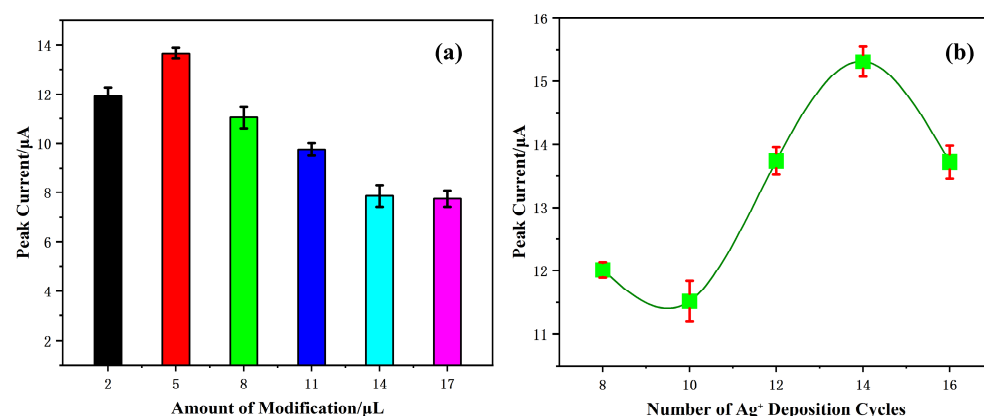 (a)
Peak Current/μA
14
12
10
8
6
4
2
2 5 8 11 14 17
Amount of Modification/μL
(b)
Peak Current/μA
16
15
14
13
12
11
8 10 12 14 16
Number of Ag⁺ Deposition Cycles